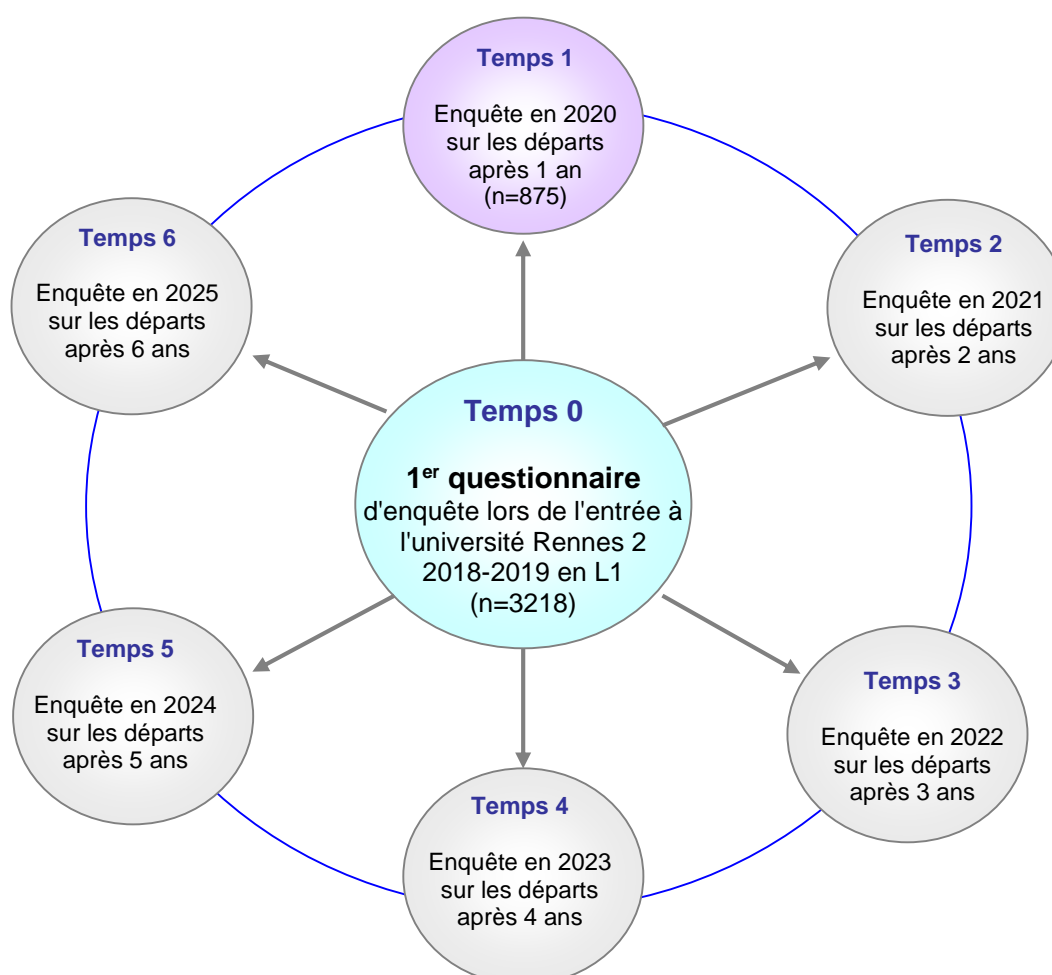 Temps 1
Enquête en 2020
sur les départs
après 1 an
(n=875)
Temps 6
Enquête en 2025
sur les départs
après 6 ans
Temps 2
Enquête en 2021
sur les départs
après 2 ans
Temps 0
1er questionnaire
d'enquête lors de l'entrée à
l'université Rennes 2
2018-2019 en L1
(n=3218)
Temps 5
Enquête en 2024
sur les départs
après 5 ans
Temps 3
Enquête en 2022
sur les départs
après 3 ans
Temps 4
Enquête en 2023
sur les départs
après 4 ans